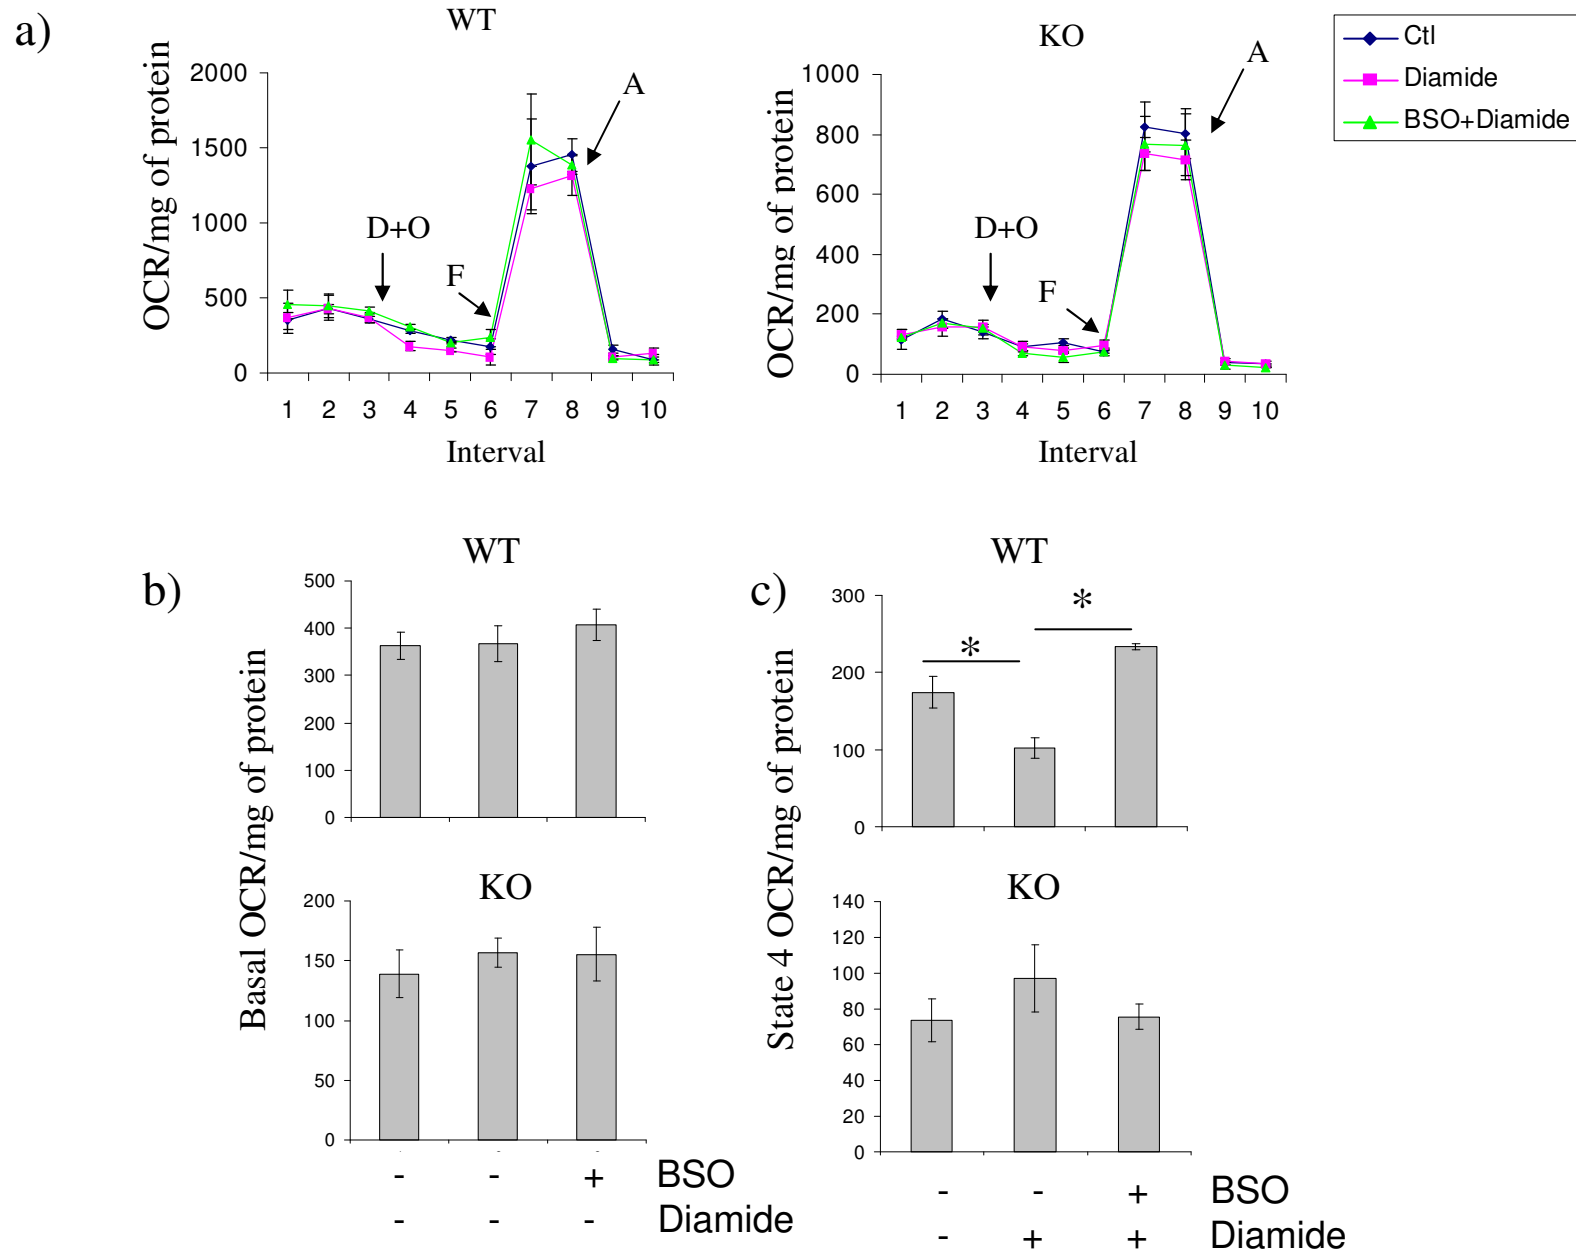 a)
WT
OCR/mg of protein
2000
1500
1000
500
0
D+O
F
A
1 2 3 4 5 6 7 8 9 10
Interval
KO
OCR/mg of protein
1000
800
600
400
200
0
D+O
F
A
1 2 3 4 5 6 7 8 9 10
Interval
Ctl
Diamide
BSO+Diamide
b)
Basal OCR/mg of protein
WT
500
400
300
200
100
0
KO
200
150
100
50
0
- - + BSO
- - - Diamide
c)
State 4 OCR/mg of protein
WT
300
200
100
0
* *
KO
140
120
100
80
60
40
20
0
- - + BSO
- + + Diamide